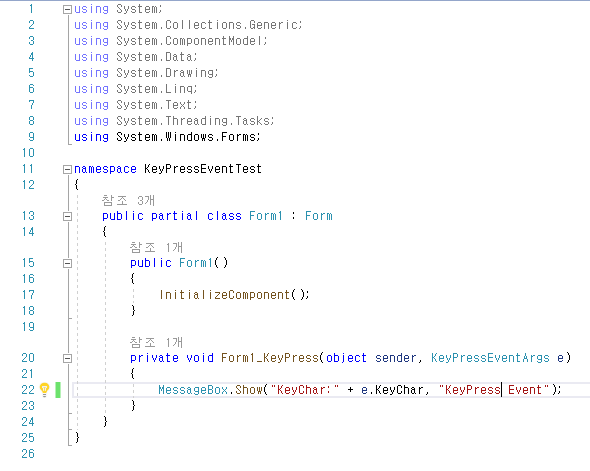 1 using System;
2 using System.Collections.Generic;
3 using System.ComponentModel;
4 using System.Data;
5 using System.Drawing;
6 using System.Linq;
7 using System.Text;
8 using System.Threading.Tasks;
9 using System.Windows.Forms;
10
11 namespace KeyPressEventTest
12 {
참조 3개
13 public partial class Form1 : Form
14 {
참조 1개
15 public Form1()
16 {
17 InitializeComponent();
18 }
19
참조 1개
20 private void Form1_KeyPress(object sender, KeyPressEventArgs e)
21 {
22 MessageBox.Show("KeyChar:" + e.KeyChar, "KeyPress Event");
23 }
24 }
25 }
26